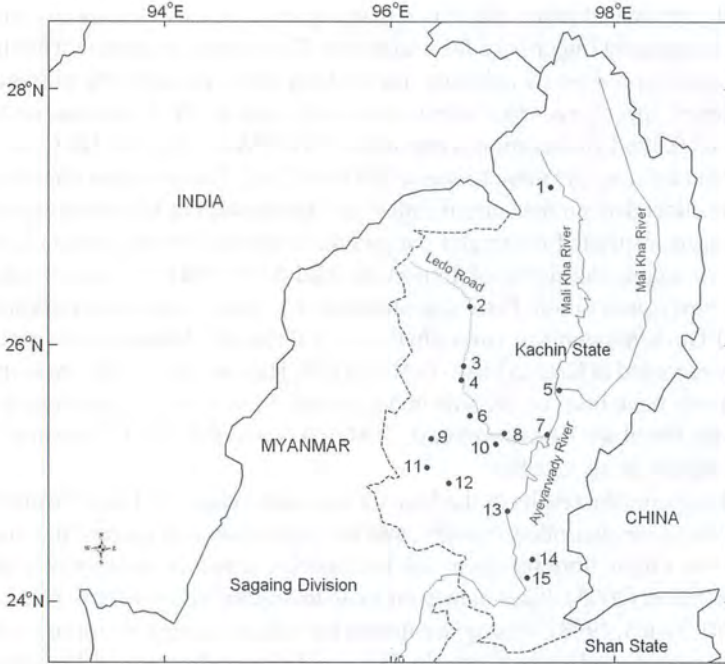 94°E 96°E 98°E
28°N
1
INDIA
Mali Kha River
Mai Kha River
Ledo Road
2
26°N
Kachin State
3
4
5
6
7
8
9
10
MYANMAR
Ayeyarwady River
11
12
13
CHINA
14
15
Sagaing Division
24°N
Shan State